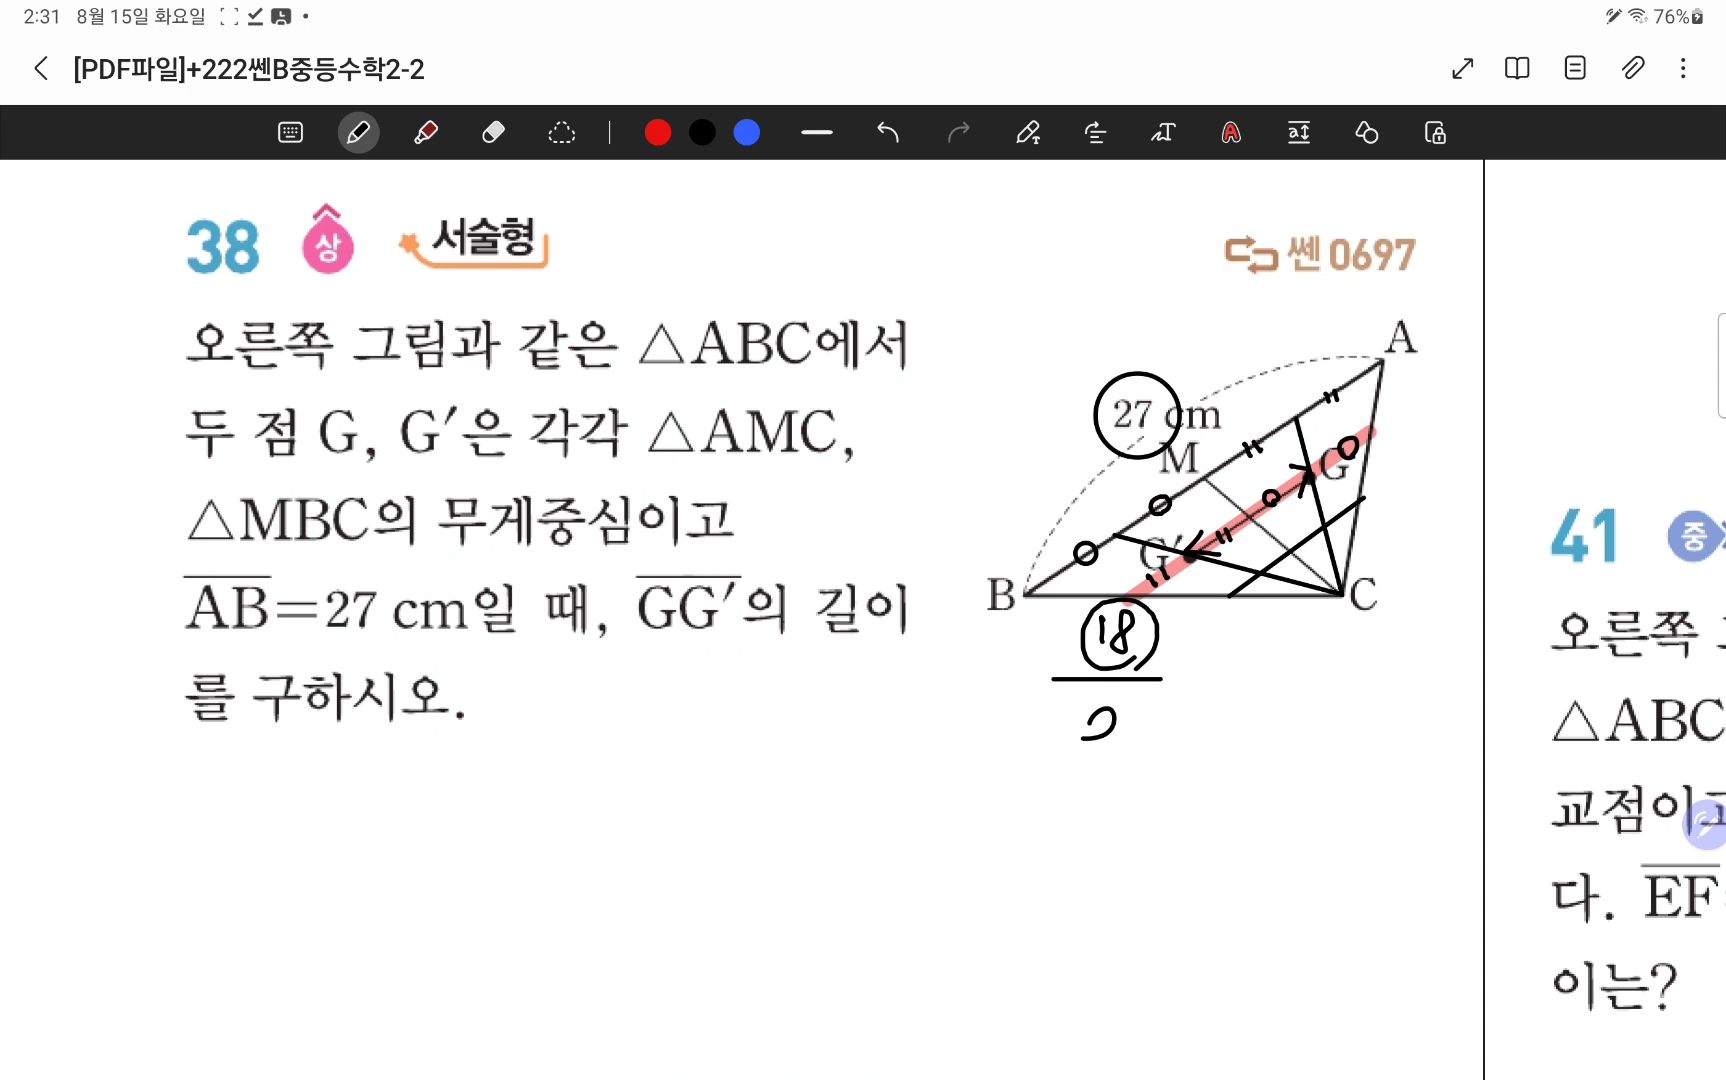 2:31 8월 15일 화요일
76%
[PDF파일]+222쎈B중등수학2-2
38 상 서술형 쎈 0697
오른쪽 그림과 같은 △ABC에서
두 점 G, G′은 각각 △AMC,
△MBC의 무게중심이고
A͞B͞=27 cm일 때, G͞G͞′의 길이
를 구하시오.
A
27 cm
M
G
G′
B
C
18
2
41 중
오른쪽
△ABC
교점이고
다. E͞F͞
이는?